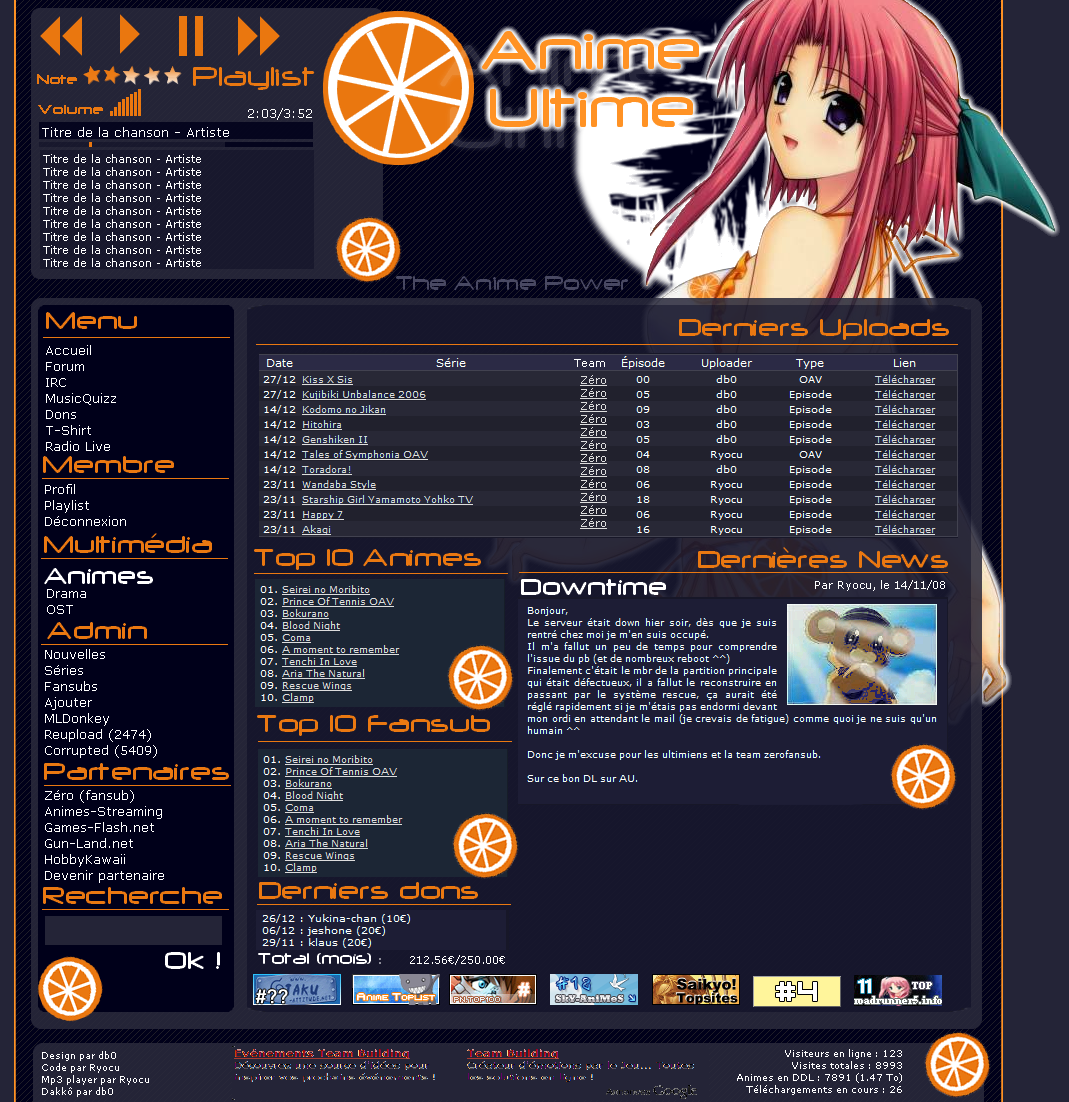 Note
Playlist
Volume
2:03/3:52
Titre de la chanson - Artiste
Titre de la chanson - Artiste
Titre de la chanson - Artiste
Titre de la chanson - Artiste
Titre de la chanson - Artiste
Titre de la chanson - Artiste
Titre de la chanson - Artiste
Titre de la chanson - Artiste
Titre de la chanson - Artiste
Titre de la chanson - Artiste
Anime
Ultime
The Anime Power
Menu
Accueil
Forum
IRC
MusicQuizz
Dons
T-Shirt
Radio Live
Membre
Profil
Playlist
Déconnexion
Multimédia
Animes
Drama
OST
Admin
Nouvelles
Séries
Fansubs
Ajouter
MLDonkey
Reupload (2474)
Corrupted (5409)
Partenaires
Zéro (fansub)
Animes-Streaming
Games-Flash.net
Gun-Land.net
HobbyKawaii
Devenir partenaire
Recherche
Ok !
Derniers Uploads
Date Série Team Épisode Uploader Type Lien
27/12 Kiss X Sis Zéro 00 db0 OAV Télécharger
27/12 Kujibiki Unbalance 2006 Zéro 05 db0 Episode Télécharger
14/12 Kodomo no Jikan Zéro 09 db0 Episode Télécharger
14/12 Hitohira Zéro 03 db0 Episode Télécharger
14/12 Genshiken II Zéro 05 db0 Episode Télécharger
14/12 Tales of Symphonia OAV Zéro 04 Ryocu OAV Télécharger
14/12 Toradora! Zéro 08 db0 Episode Télécharger
23/11 Wandaba Style Zéro 06 Ryocu Episode Télécharger
23/11 Starship Girl Yamamoto Yohko TV Zéro 18 Ryocu Episode Télécharger
23/11 Happy 7 Zéro 06 Ryocu Episode Télécharger
23/11 Akagi Zéro 16 Ryocu Episode Télécharger
Top 10 Animes
01. Seirei no Moribito
02. Prince Of Tennis OAV
03. Bokurano
04. Blood Night
05. Coma
06. A moment to remember
07. Tenchi In Love
08. Aria The Natural
09. Rescue Wings
10. Clamp
Top 10 Fansub
01. Seirei no Moribito
02. Prince Of Tennis OAV
03. Bokurano
04. Blood Night
05. Coma
06. A moment to remember
07. Tenchi In Love
08. Aria The Natural
09. Rescue Wings
10. Clamp
Derniers dons
26/12 : Yukina-chan (10€)
06/12 : jeshone (20€)
29/11 : klaus (20€)
Total (mois) : 212.56€/250.00€
Dernières News
Downtime
Par Ryocu, le 14/11/08
Bonjour,
Le serveur était down hier soir, dès que je suis
rentré chez moi je m'en suis occupé.
Il m'a fallut un peu de temps pour comprendre
l'issue du pb (et de nombreux reboot ^^)
Finalement c'était le mbr de la partition principale
qui était défectueux, il a fallut le reconstruire en
passant par le système rescue, ça aurait été
réglé rapidement si je m'étais pas endormi devant
mon ordi en attendant le mail (je crevais de fatigue) comme quoi je ne suis qu'un
humain ^^
Donc je m'excuse pour les ultimiens et la team zerofansub.
Sur ce bon DL sur AU.
OTAKU
-ATTITUDE.NET
#??
ANIME TOPLIST
PN.TOP100
#
#18
SKY-ANIMES
Saikyo!
Topsites
#4
11 TOP
roadrunner5.info
Design par db0
Code par Ryocu
Mp3 player par Ryocu
Dakkô par db0
Evénements Team Building
Team Building
Google
Visiteurs en ligne : 123
Visites totales : 8993
Animes en DDL : 7891 (1.47 To)
Téléchargements en cours : 26